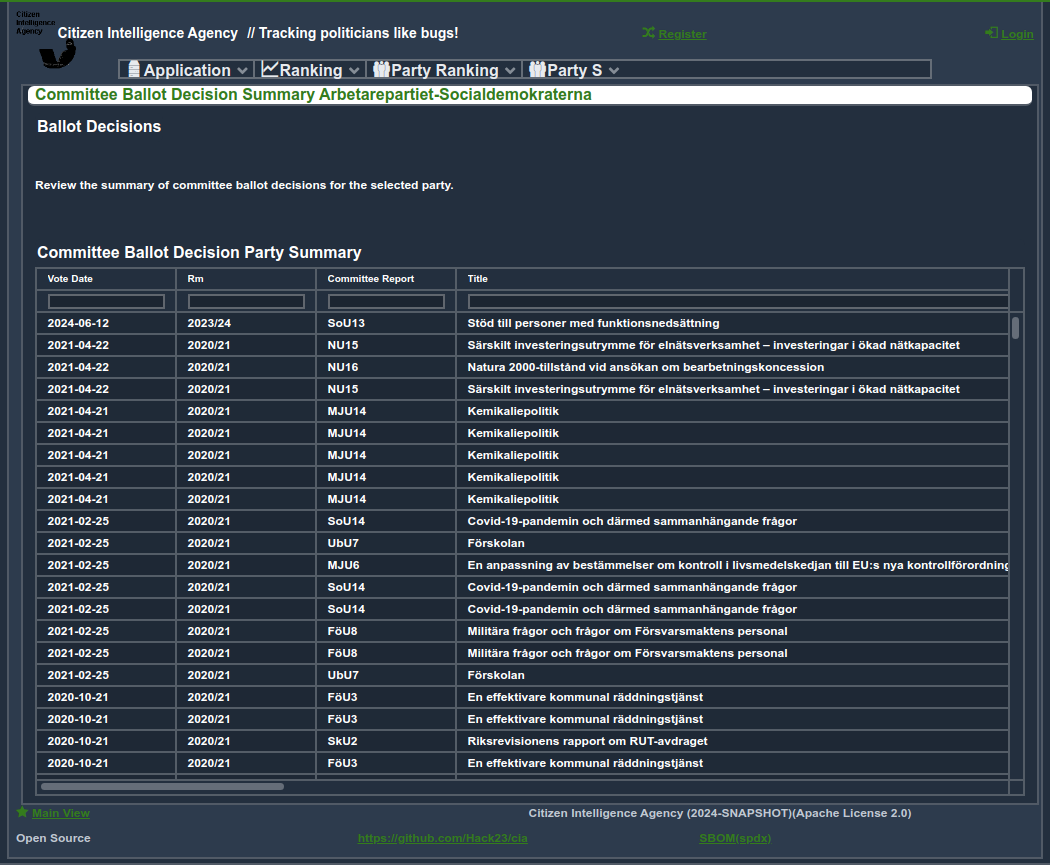 Citizen
Intelligence
Agency
Citizen Intelligence Agency // Tracking politicians like bugs!
Register
Login
Application
Ranking
Party Ranking
Party S
Committee Ballot Decision Summary Arbetarepartiet-Socialdemokraterna
Ballot Decisions
Review the summary of committee ballot decisions for the selected party.
Committee Ballot Decision Party Summary
Vote Date Rm Committee Report Title
2024-06-12 2023/24 SoU13 Stöd till personer med funktionsnedsättning
2021-04-22 2020/21 NU15 Särskilt investeringsutrymme för elnätsverksamhet – investeringar i ökad nätkapacitet
2021-04-22 2020/21 NU16 Natura 2000-tillstånd vid ansökan om bearbetningskoncession
2021-04-22 2020/21 NU15 Särskilt investeringsutrymme för elnätsverksamhet – investeringar i ökad nätkapacitet
2021-04-21 2020/21 MJU14 Kemikaliepolitik
2021-04-21 2020/21 MJU14 Kemikaliepolitik
2021-04-21 2020/21 MJU14 Kemikaliepolitik
2021-04-21 2020/21 MJU14 Kemikaliepolitik
2021-04-21 2020/21 MJU14 Kemikaliepolitik
2021-02-25 2020/21 SoU14 Covid-19-pandemin och därmed sammanhängande frågor
2021-02-25 2020/21 UbU7 Förskolan
2021-02-25 2020/21 MJU6 En anpassning av bestämmelser om kontroll i livsmedelskedjan till EU:s nya kontrollförordning
2021-02-25 2020/21 SoU14 Covid-19-pandemin och därmed sammanhängande frågor
2021-02-25 2020/21 SoU14 Covid-19-pandemin och därmed sammanhängande frågor
2021-02-25 2020/21 FöU8 Militära frågor och frågor om Försvarsmaktens personal
2021-02-25 2020/21 FöU8 Militära frågor och frågor om Försvarsmaktens personal
2021-02-25 2020/21 UbU7 Förskolan
2020-10-21 2020/21 FöU3 En effektivare kommunal räddningstjänst
2020-10-21 2020/21 FöU3 En effektivare kommunal räddningstjänst
2020-10-21 2020/21 SkU2 Riksrevisionens rapport om RUT-avdraget
2020-10-21 2020/21 FöU3 En effektivare kommunal räddningstjänst
Main View
Citizen Intelligence Agency (2024-SNAPSHOT)(Apache License 2.0)
Open Source
https://github.com/Hack23/cia
SBOM(spdx)